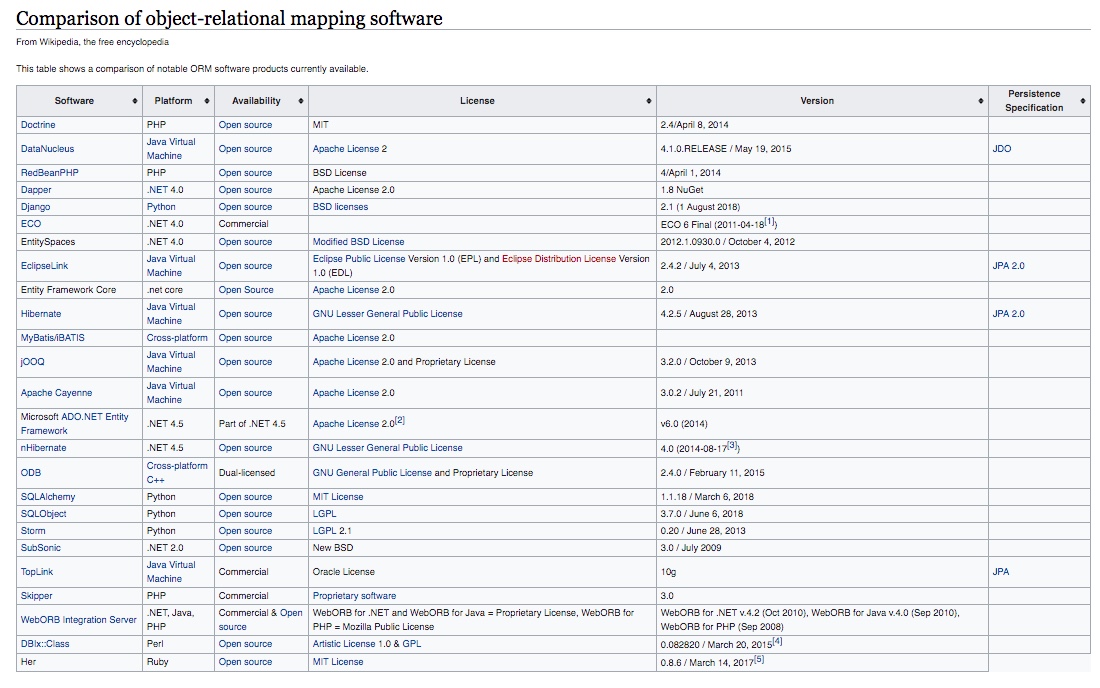 Comparison of object-relational mapping software
From Wikipedia, the free encyclopedia
This table shows a comparison of notable ORM software products currently available.
Software Platform Availability License Version Persistence Specification
Doctrine PHP Open source MIT 2.4/April 8, 2014
DataNucleus Java Virtual Machine Open source Apache License 2 4.1.0.RELEASE / May 19, 2015 JDO
RedBeanPHP PHP Open source BSD License 4/April 1, 2014
Dapper .NET 4.0 Open source Apache License 2.0 1.8 NuGet
Django Python Open source BSD licenses 2.1 (1 August 2018)
ECO .NET 4.0 Commercial ECO 6 Final (2011-04-18[1])
EntitySpaces .NET 4.0 Open source Modified BSD License 2012.1.0930.0 / October 4, 2012
EclipseLink Java Virtual Machine Open source Eclipse Public License Version 1.0 (EPL) and Eclipse Distribution License Version 1.0 (EDL) 2.4.2 / July 4, 2013 JPA 2.0
Entity Framework Core .net core Open Source Apache License 2.0 2.0
Hibernate Java Virtual Machine Open source GNU Lesser General Public License 4.2.5 / August 28, 2013 JPA 2.0
MyBatis/iBATIS Cross-platform Open source Apache License 2.0
jOOQ Java Virtual Machine Open source Apache License 2.0 and Proprietary License 3.2.0 / October 9, 2013
Apache Cayenne Java Virtual Machine Open source Apache License 2.0 3.0.2 / July 21, 2011
Microsoft ADO.NET Entity Framework .NET 4.5 Part of .NET 4.5 Apache License 2.0[2] v6.0 (2014)
nHibernate .NET 4.5 Open source GNU Lesser General Public License 4.0 (2014-08-17[3])
ODB Cross-platform C++ Dual-licensed GNU General Public License and Proprietary License 2.4.0 / February 11, 2015
SQLAlchemy Python Open source MIT License 1.1.18 / March 6, 2018
SQLObject Python Open source LGPL 3.7.0 / June 6, 2018
Storm Python Open source LGPL 2.1 0.20 / June 28, 2013
SubSonic .NET 2.0 Open source New BSD 3.0 / July 2009
TopLink Java Virtual Machine Commercial Oracle License 10g JPA
Skipper PHP Commercial Proprietary software 3.0
WebORB Integration Server .NET, Java, PHP Commercial & Open source WebORB for .NET and WebORB for Java = Proprietary License, WebORB for PHP = Mozilla Public License WebORB for .NET v.4.2 (Oct 2010), WebORB for Java v.4.0 (Sep 2010), WebORB for PHP (Sep 2008)
DBIx::Class Perl Open source Artistic License 1.0 & GPL 0.082820 / March 20, 2015[4]
Her Ruby Open source MIT License 0.8.6 / March 14, 2017[5]